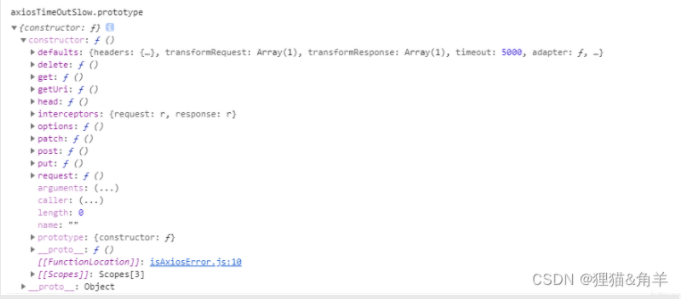 axiosTimeOutSlow.prototype
▼{constructor: ƒ} i
▼constructor: ƒ ()
▶defaults: {headers: {…}, transformRequest: Array(1), transformResponse: Array(1), timeout: 5000, adapter: ƒ, …}
▶delete: ƒ ()
▶get: ƒ ()
▶getUri: ƒ ()
▶head: ƒ ()
▶interceptors: {request: r, response: r}
▶options: ƒ ()
▶patch: ƒ ()
▶post: ƒ ()
▶put: ƒ ()
▶request: ƒ ()
arguments: (...)
caller: (...)
length: 0
name: ""
▶prototype: {constructor: ƒ}
▶__proto__: ƒ ()
[[FunctionLocation]]: isAxiosError.js:10
▶[[Scopes]]: Scopes[3]
▶__proto__: Object
CSDN @狸猫&角羊